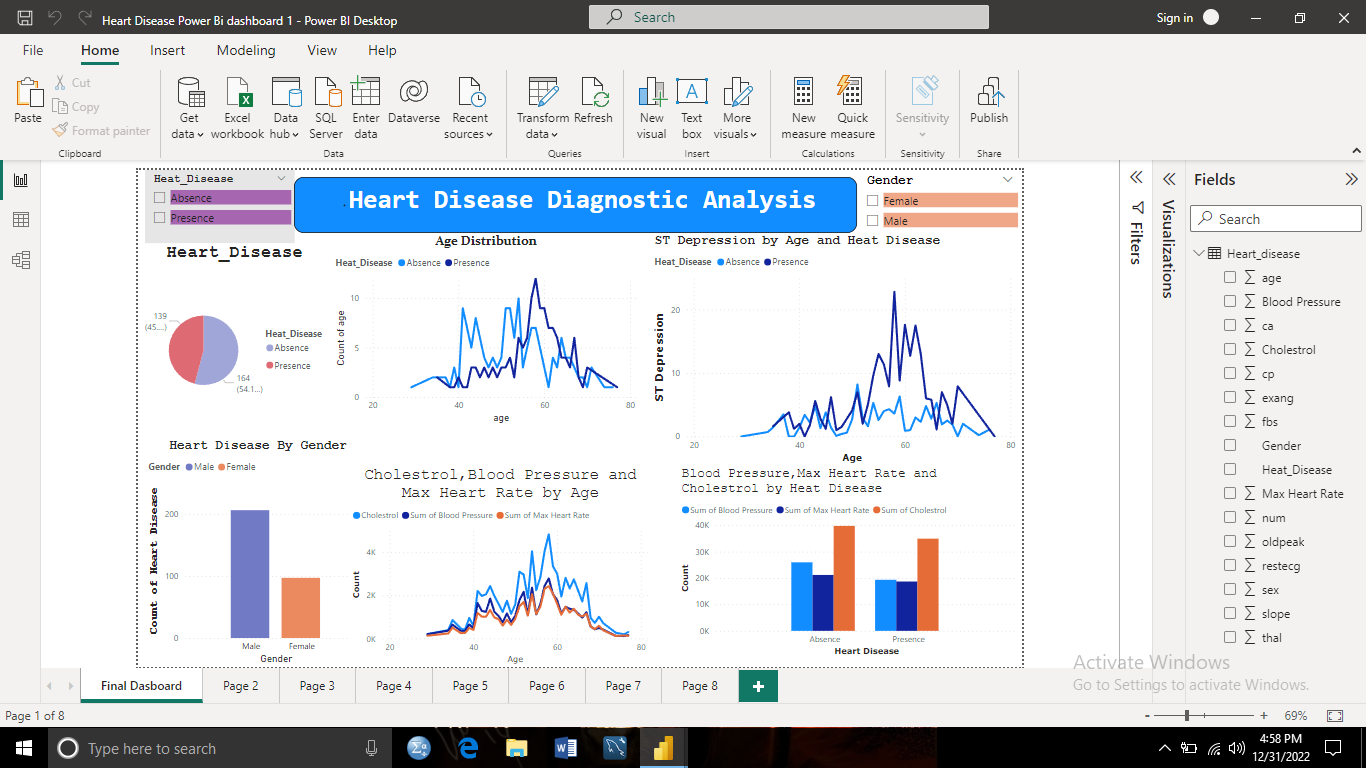 Heart Disease Power Bi dashboard 1 - Power BI Desktop
Search
Sign in
File Home Insert Modeling View Help
Paste
Cut
Copy
Format painter
Clipboard
Get data
Excel workbook
Data hub
SQL Server
Enter data
Dataverse
Recent sources
Data
Transform data
Refresh
Queries
New visual
Text box
More visuals
Insert
New measure
Quick measure
Calculations
Sensitivity
Sensitivity
Publish
Share
Heat_Disease
Absence
Presence
.Heart Disease Diagnostic Analysis
Gender
Female
Male
Heart_Disease
139
(45....)
Heat_Disease
Absence
Presence
164
(54.1...)
Age Distribution
Heat_Disease Absence Presence
Count of age
10
5
0
20 40 60 80
age
ST Depression by Age and Heat Disease
Heat_Disease Absence Presence
ST Depression
20
10
0
20 40 60 80
Age
Heart Disease By Gender
Gender Male Female
Count of Heart Disease
200
100
0
Male Female
Gender
Cholestrol,Blood Pressure and
Max Heart Rate by Age
Cholestrol Sum of Blood Pressure Sum of Max Heart Rate
Count
4K
2K
0K
20 40 60 80
Age
Blood Pressure,Max Heart Rate and
Cholestrol by Heat Disease
Sum of Blood Pressure Sum of Max Heart Rate Sum of Cholestrol
Count
40K
30K
20K
10K
0K
Absence Presence
Heart Disease
Filters
Visualizations
Fields
Search
Heart_disease
age
Blood Pressure
ca
Cholestrol
cp
exang
fbs
Gender
Heat_Disease
Max Heart Rate
num
oldpeak
restecg
sex
slope
thal
Activate Windows
Go to Settings to activate Windows.
Final Dasboard Page 2 Page 3 Page 4 Page 5 Page 6 Page 7 Page 8
Page 1 of 8
- + 69%
Type here to search
4:58 PM
12/31/2022